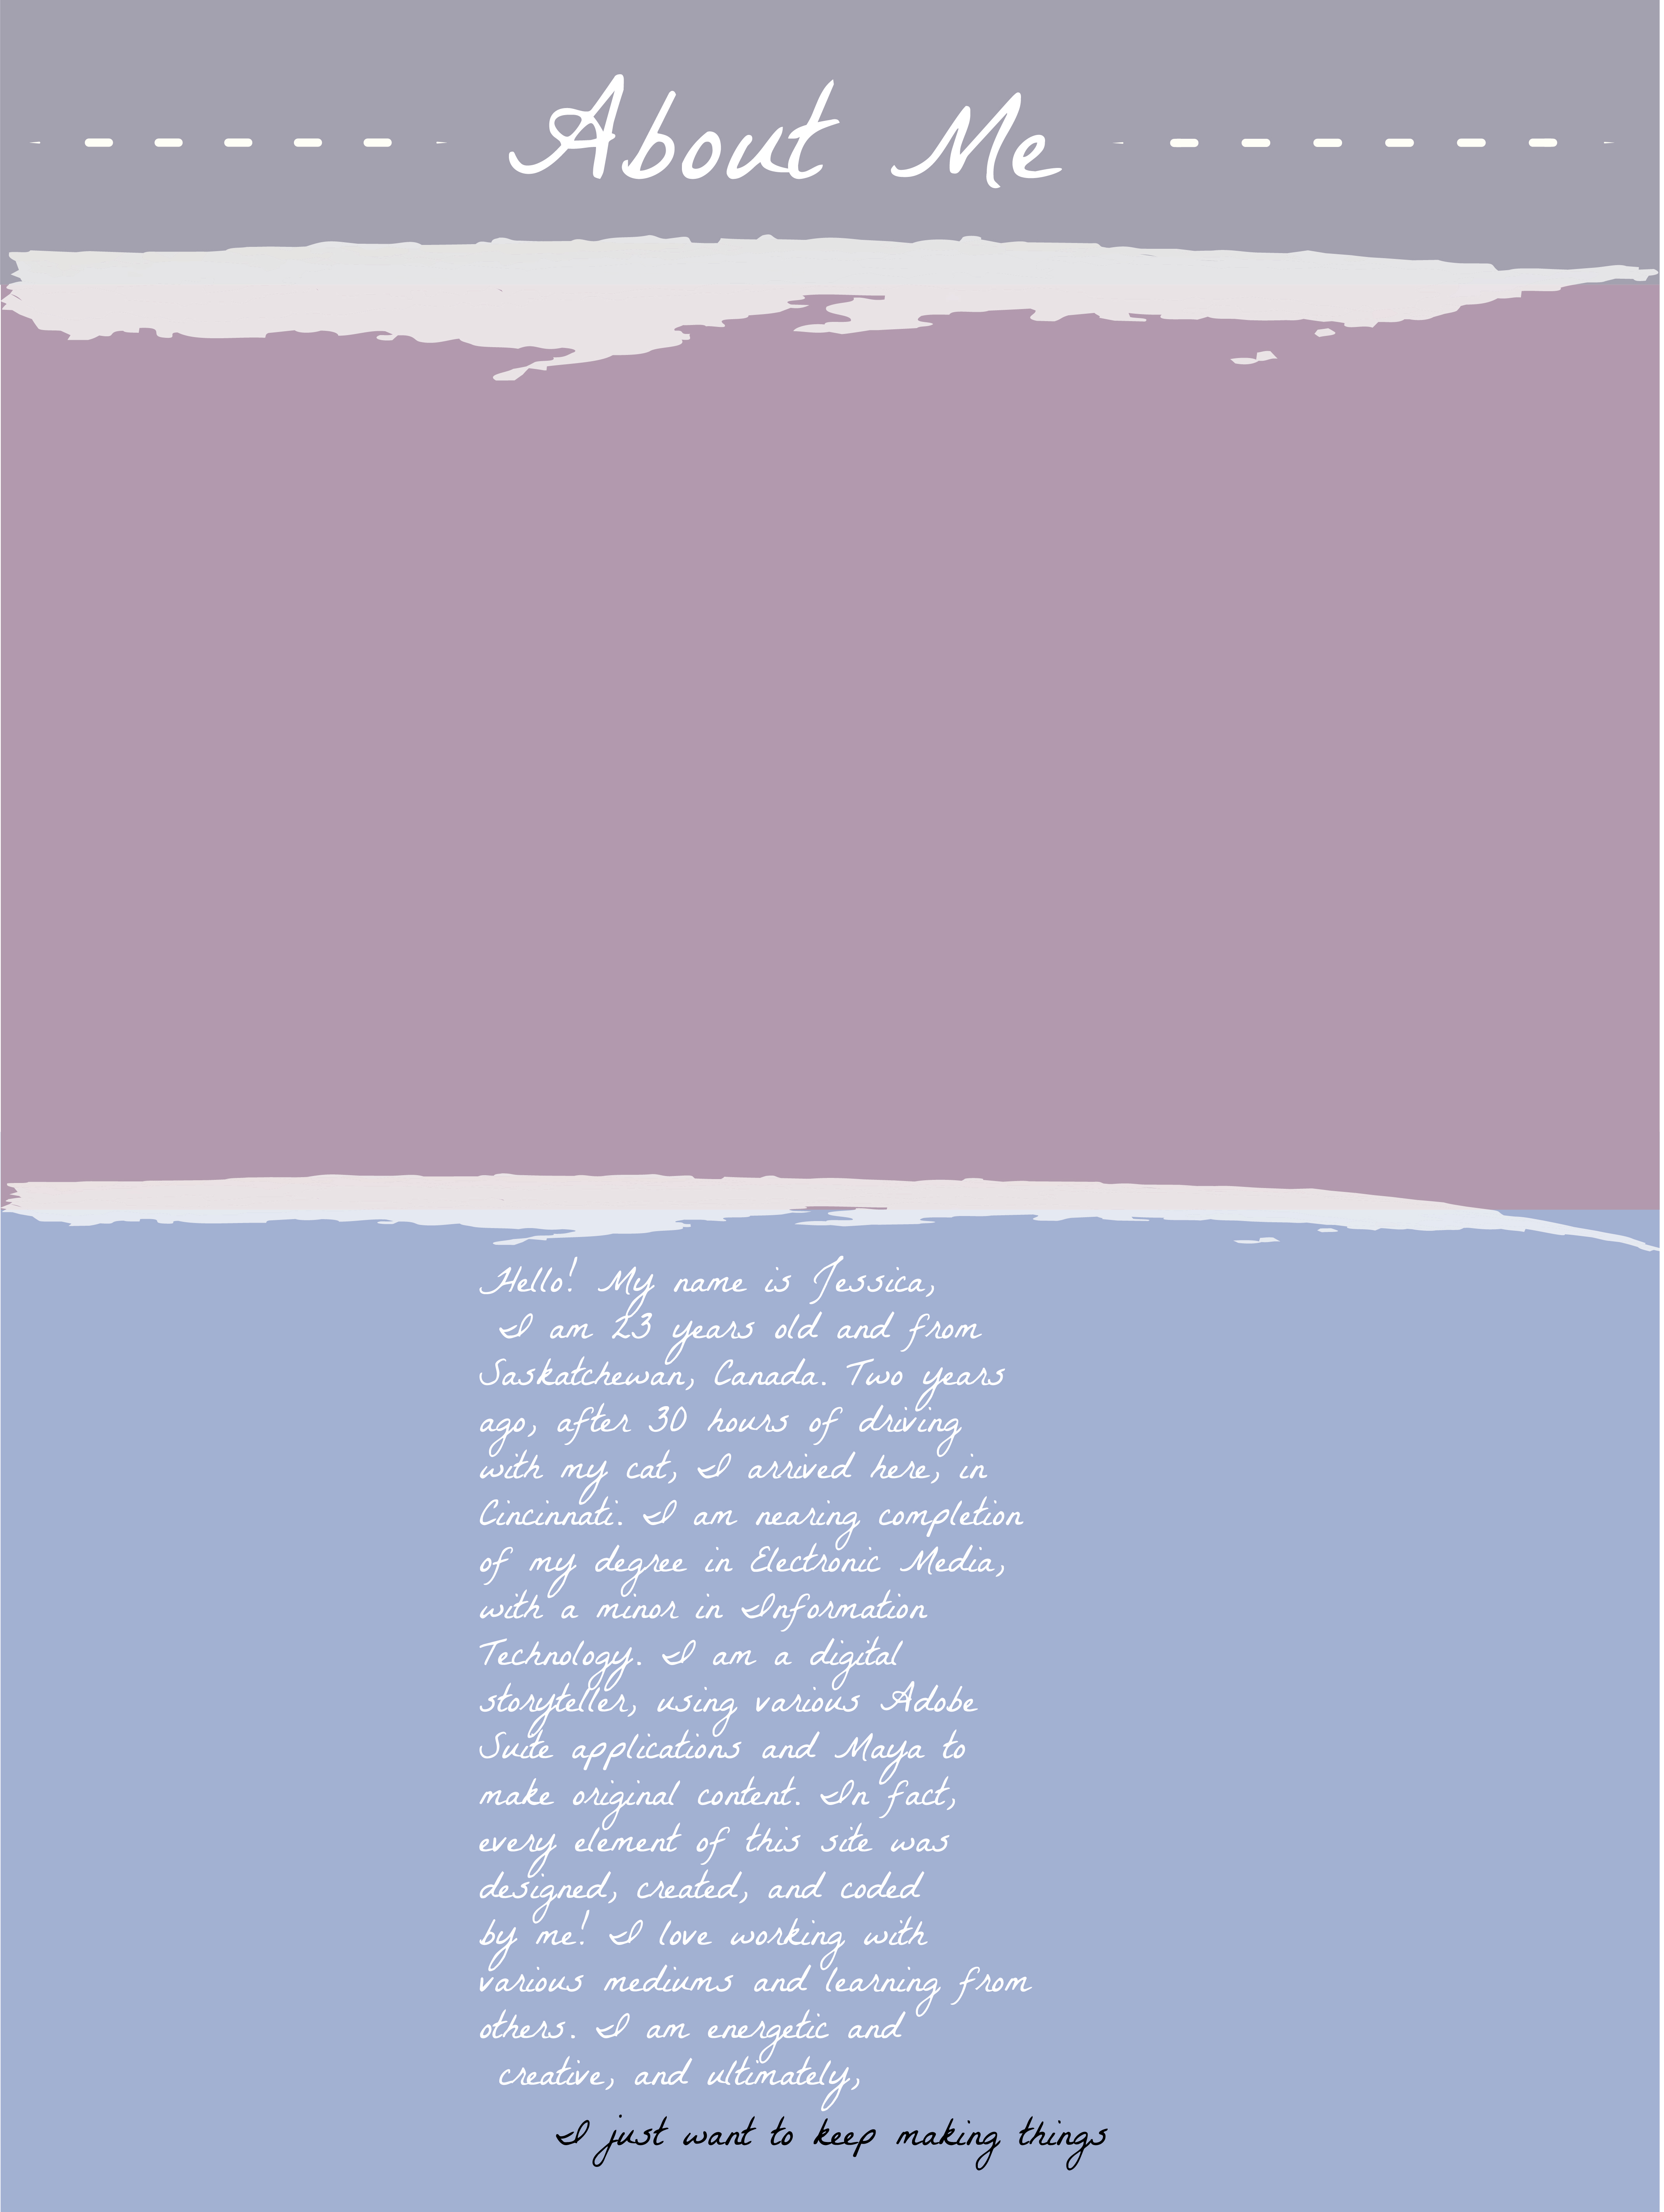 About Me
Hello! My name is Jessica,
I am 23 years old and from
Saskatchewan, Canada. Two years
ago, after 30 hours of driving
with my cat, I arrived here, in
Cincinnati. I am nearing completion
of my degree in Electronic Media,
with a minor in Information
Technology. I am a digital
storyteller, using various Adobe
Suite applications and Maya to
make original content. In fact,
every element of this site was
designed, created, and coded
by me! I love working with
various mediums and learning from
others. I am energetic and
creative, and ultimately,
I just want to keep making things